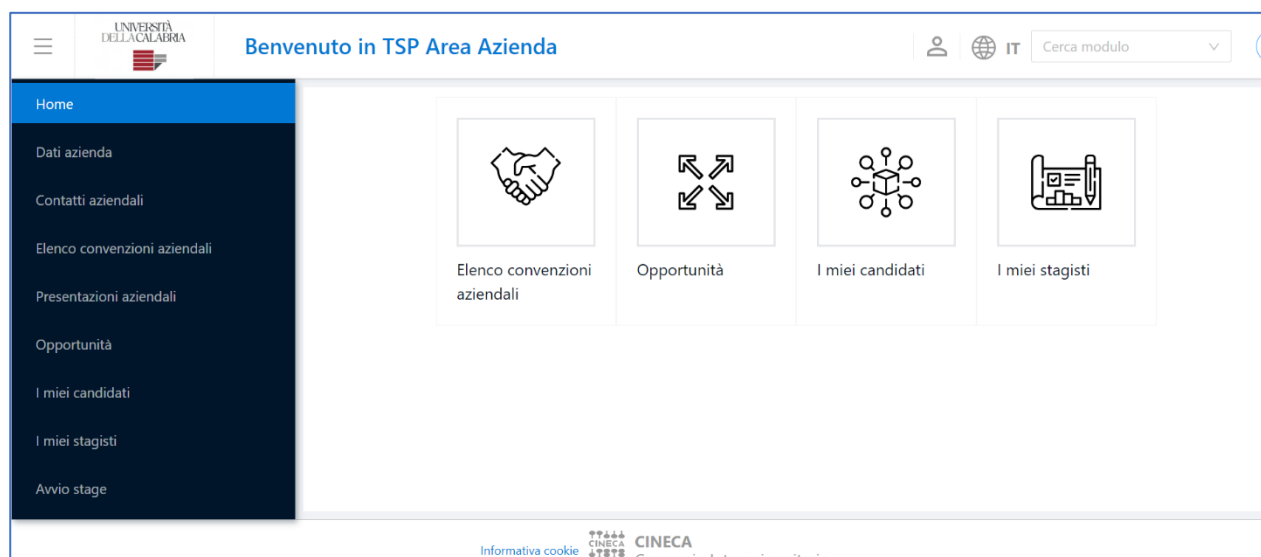 UNIVERSITÀ
DELLA CALABRIA
Benvenuto in TSP Area Azienda
IT
Cerca modulo
Home
Dati azienda
Contatti aziendali
Elenco convenzioni aziendali
Presentazioni aziendali
Opportunità
I miei candidati
I miei stagisti
Avvio stage
Elenco convenzioni
aziendali
Opportunità
I miei candidati
I miei stagisti
Informativa cookie
CINECA
CINECA